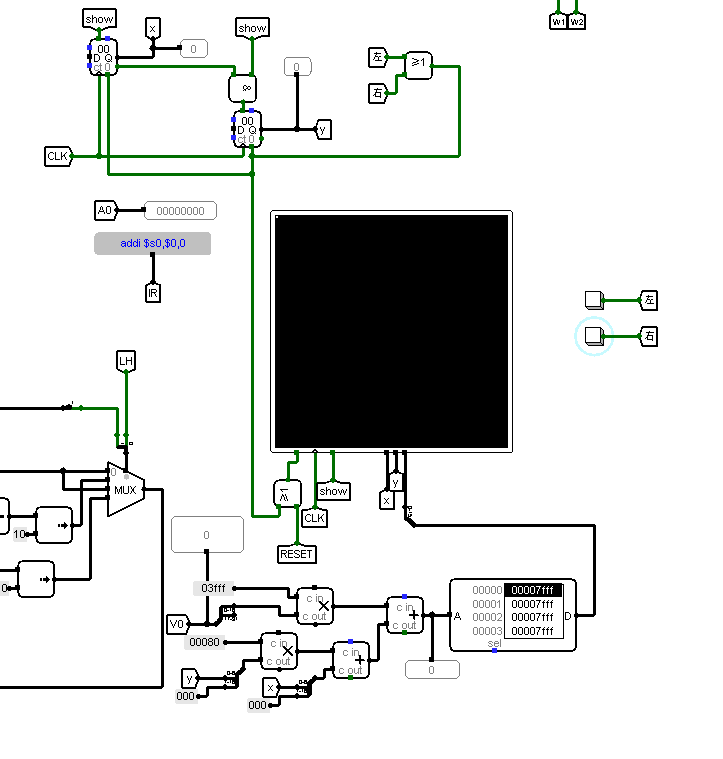 show
x
00
D Q
ct 0
0
show
&
0
00
D Q
ct 0
y
左
右
≥1
W1
W2
CLK
A0
00000000
addi $s0,$0,0
IR
左
右
LH
0
MUX
10
0
x
y
show
≥1
CLK
RESET
0
03fff
c in
c out
×
V0
00080
c in
c out
×
c in
c out
+
c in
c out
+
y
000
x
000
0
A
00000 00007fff
00001 00007fff
00002 00007fff
00003 00007fff
D
sel